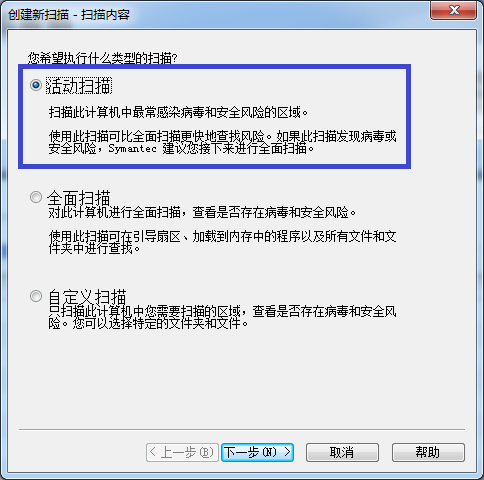 创建新扫描 - 扫描内容
您希望执行什么类型的扫描?
活动扫描
扫描此计算机中最常感染病毒和安全风险的区域。
使用此扫描可比全面扫描更快地查找风险。如果此扫描发现病毒或
安全风险，Symantec 建议您接下来进行全面扫描。
全面扫描
对此计算机进行全面扫描，查看是否存在病毒和安全风险。
使用此扫描可在引导扇区、加载到内存中的程序以及所有文件和文
件夹中进行查找。
自定义扫描
只扫描此计算机中您需要扫描的区域，查看是否存在病毒和安全风
险。您可以选择特定的文件夹和文件。
< 上一步(B) 下一步(N) > 取消 帮助